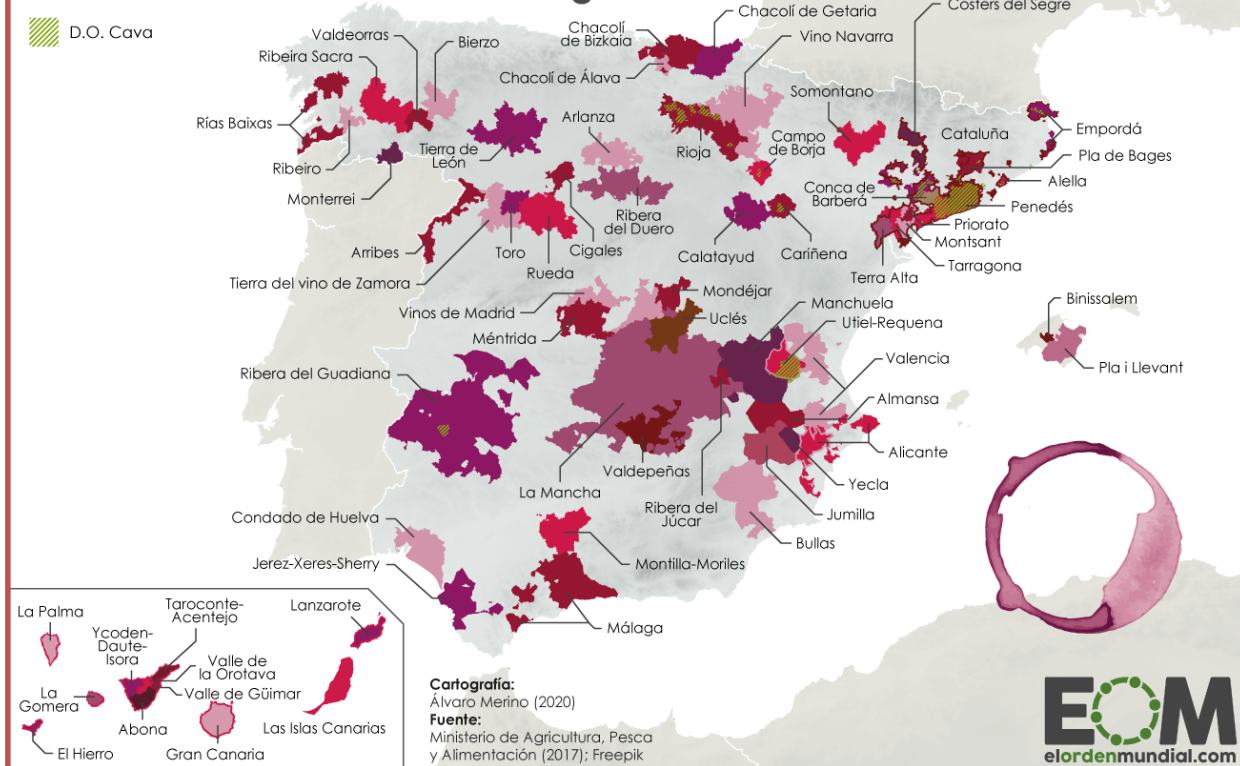 D.O. Cava
Costers del Segre
Chacolí de Getaria
Chacolí
de Bizkaia
Valdeorras
Bierzo
Vino Navarra
Ribeira Sacra
Chacolí de Álava
Somontano
Rías Baixas
Arlanza
Cataluña
Empordá
Ribeiro
Tierra de
León
Rioja
Campo
de Borja
Pla de Bages
Monterrei
Conca de
Barberá
Alella
Penedés
Ribera
del Duero
Priorato
Montsant
Arribes
Toro
Cigales
Calatayud
Cariñena
Tarragona
Rueda
Terra Alta
Tierra del vino de Zamora
Mondéjar
Manchuela
Binissalem
Vinos de Madrid
Uclés
Utiel-Requena
Méntrida
Valencia
Pla i Llevant
Ribera del Guadiana
Almansa
Alicante
Valdepeñas
Yecla
La Mancha
Ribera del
Júcar
Jumilla
Condado de Huelva
Bullas
Jerez-Xeres-Sherry
Montilla-Moriles
Málaga
La Palma
Taroconte-
Acentejo
Lanzarote
Ycoden-
Daute-
Isora
Valle de
la Orotava
La
Gomera
Valle de Güimar
Abona
Las Islas Canarias
El Hierro
Gran Canaria
Cartografía:
Álvaro Merino (2020)
Fuente:
Ministerio de Agricultura, Pesca
y Alimentación (2017); Freepik
EOM
elordenmundial.com